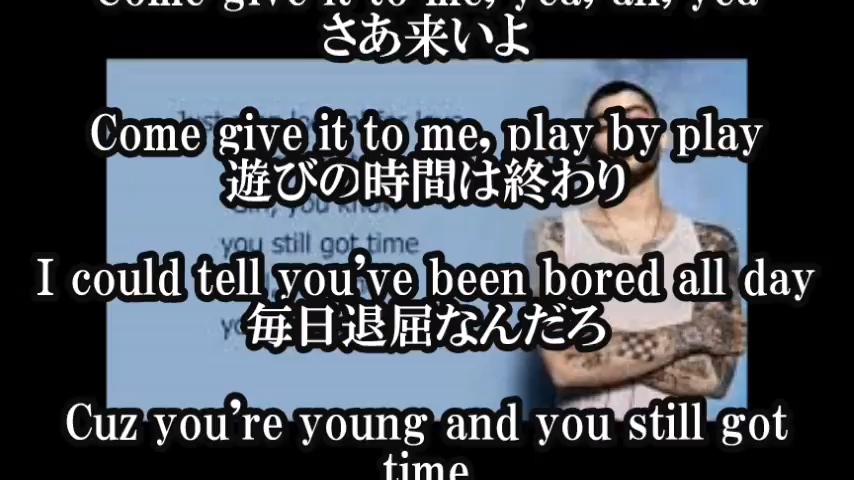 Come give it to me, yea, ah, yea
さあ来いよ
Come give it to me, play by play
遊びの時間は終わり
you still got time
I could tell you've been bored all day
毎日退屈なんだろ
Cuz you're young and you still got
time